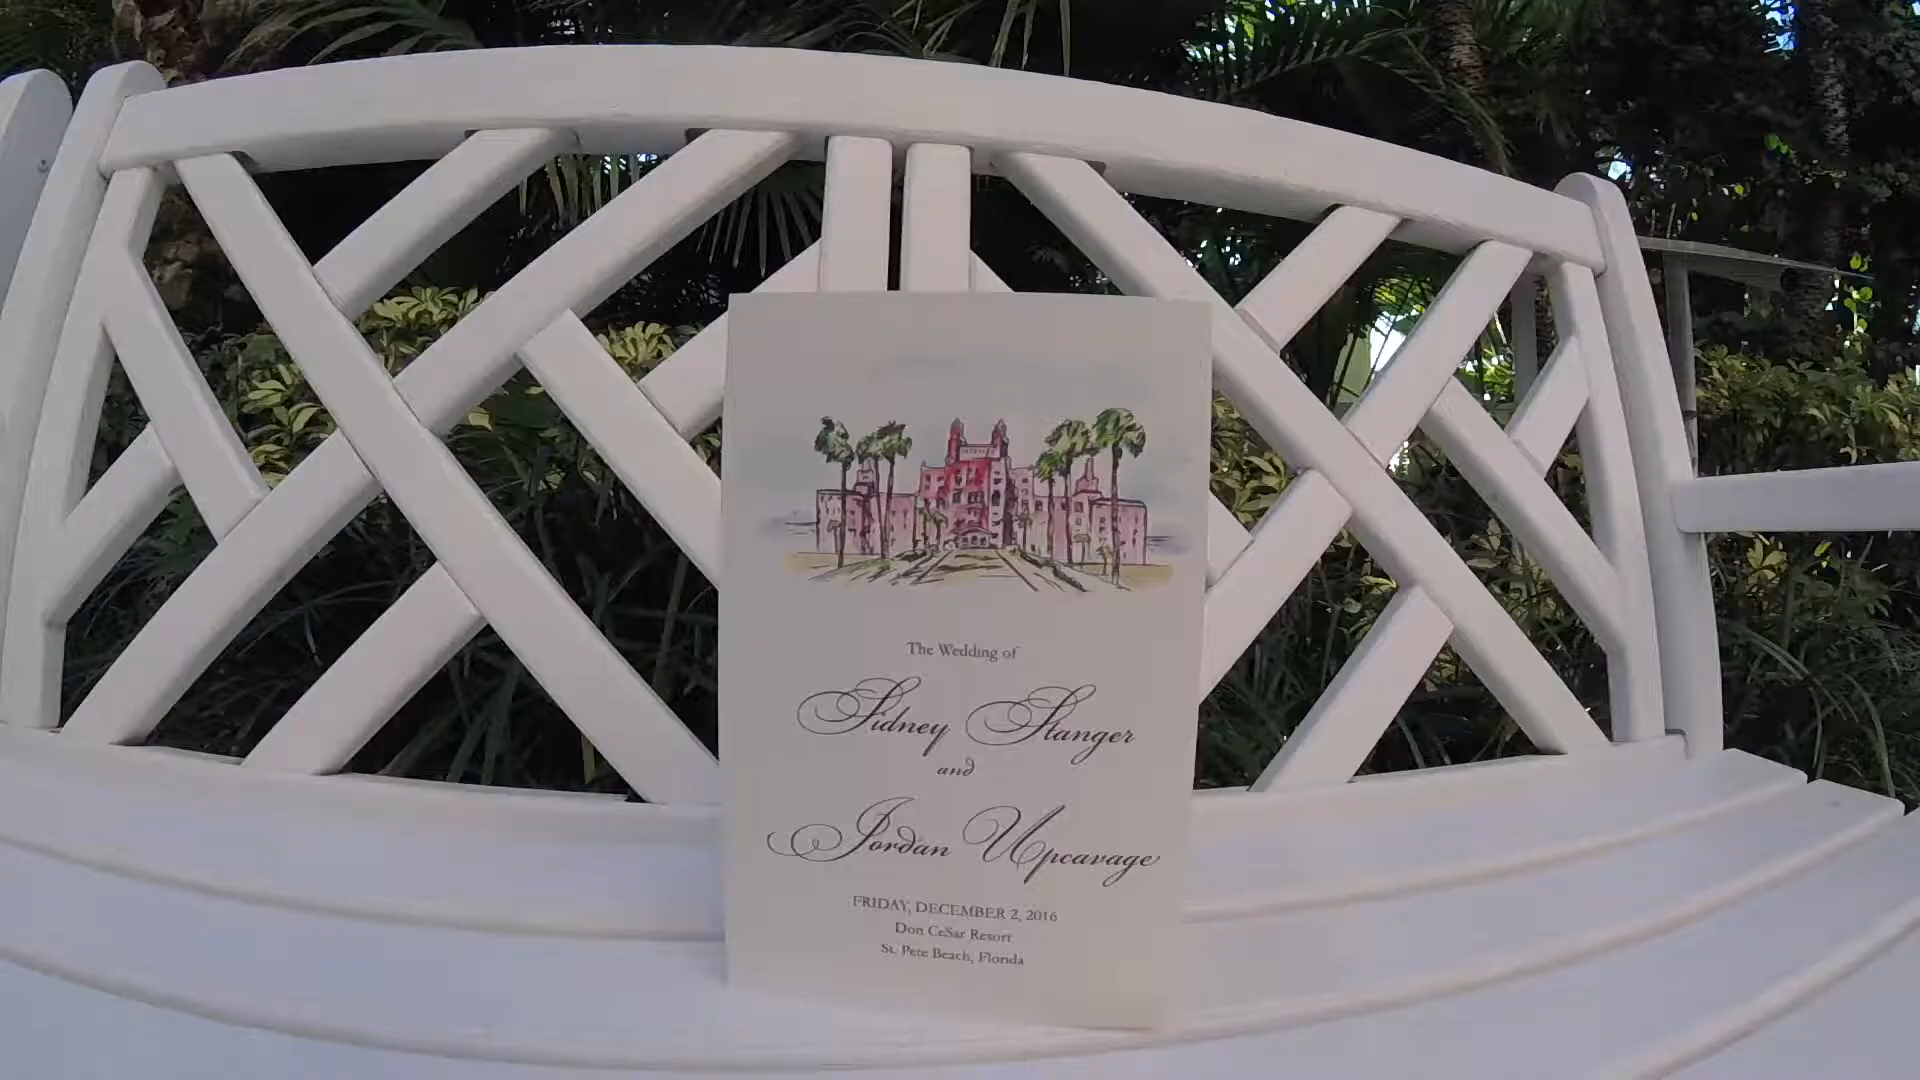 The Wedding of
Sidney Stanger
and
Jordan Upcavage
FRIDAY, DECEMBER 2, 2016
Don CeSar Resort
St. Pete Beach, Florida